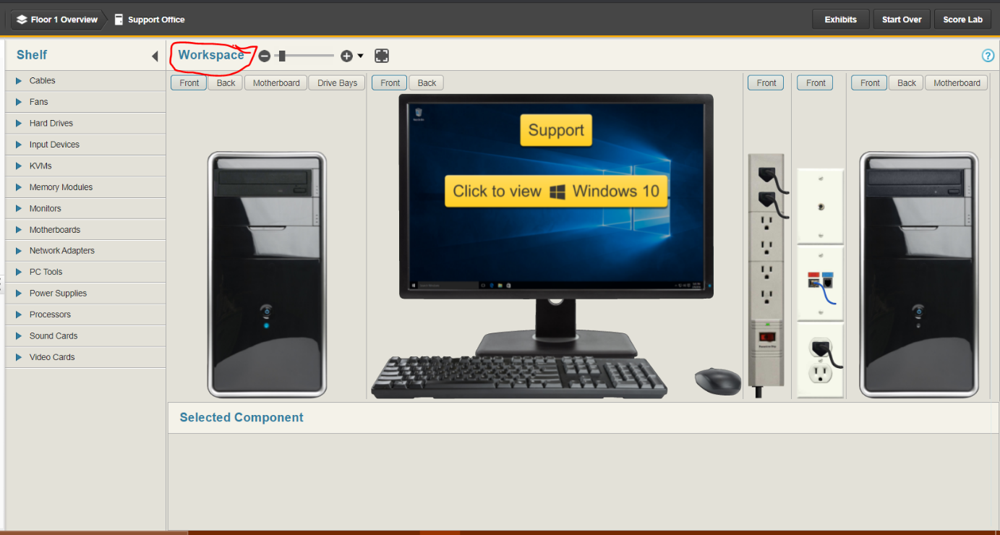 Floor 1 Overview
Support Office
Exhibits
Start Over
Score Lab
Shelf
Cables
Fans
Hard Drives
Input Devices
KVMs
Memory Modules
Monitors
Motherboards
Network Adapters
PC Tools
Power Supplies
Processors
Sound Cards
Video Cards
Workspace
?
Front Back Motherboard Drive Bays
Front Back
Front
Front
Front Back Motherboard
Support
Click to view Windows 10
Selected Component